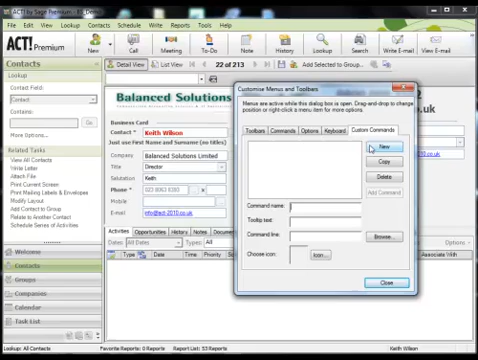 ACT! by Sage Premium
File Edit View Lookup Contacts Schedule Write Reports Tools Help
ACT!
Premium
New
Call
Meeting
To-Do
Note
History
Lookup
Search
Write E-mail
View E-mail
Contacts
Detail View
List View
22 of 213
Add Selected to Group...
Lookup
Contact Field:
Contact
Contains:
Go
More Options...
Related Tasks
View All Contacts
Write Letter
Attach File
Print Current Screen
Print Mailing Labels & Envelopes
Modify Layout
Add Contact to Group
Relate to Another Contact
Schedule Series of Activities
Welcome
Contacts
Groups
Companies
Calendar
Task List
Balanced Solutions
Business Card
Contact * Keith Wilson
Just use First Name and Surname (no titles)
Company Balanced Solutions Limited
Title Director
Salutation Keith
Phone *
x
Mobile
E-mail info@act-2010.co.uk
uk
Activities Opportunities History Notes
Dates: All Dates Types: All
Options
Type Date Time Priority
Associate With
Customise Menus and Toolbars
Menus are active while this dialog box is open. Drag-and-drop to change
position or right-click a menu item for more options.
Toolbars Commands Options Keyboard Custom Commands
New
Copy
Delete
Add Command
Command name:
Tooltip text:
Command line:
Browse...
Choose icon:
Icon...
Close
Lookup: All Contacts
Favorite Reports: 0 Reports
Report List: 53 Reports
Keith Wilson